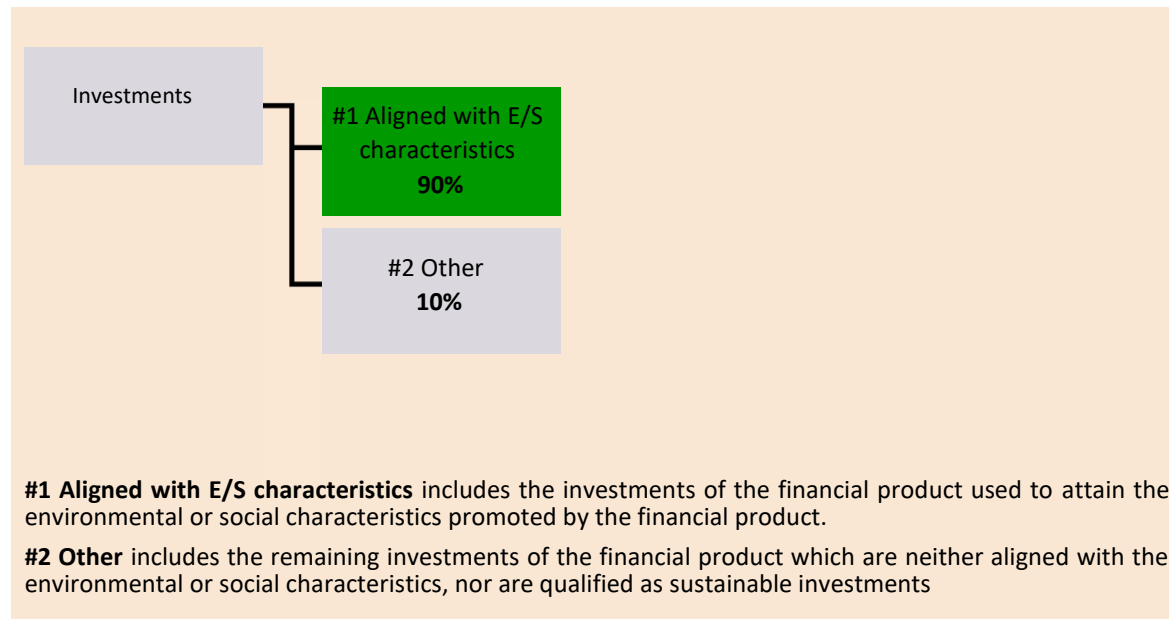 Investments
#1 Aligned with E/S
characteristics
90%
#2 Other
10%
#1 Aligned with E/S characteristics includes the investments of the financial product used to attain the
environmental or social characteristics promoted by the financial product.
#2 Other includes the remaining investments of the financial product which are neither aligned with the
environmental or social characteristics, nor are qualified as sustainable investments